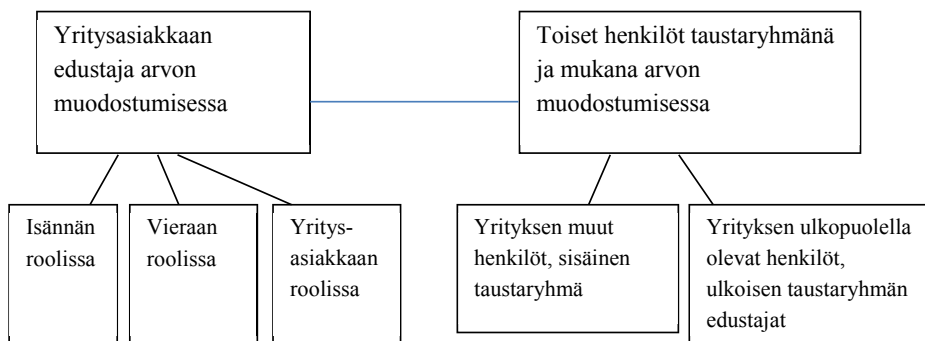 Yritysasiakkaan
edustaja arvon
muodostumisessa
Toiset henkilöt taustaryhmänä
ja mukana arvon
muodostumisessa
Isännän
roolissa
Vieraan
roolissa
Yritys-
asiakkaan
roolissa
Yrityksen muut
henkilöt, sisäinen
taustaryhmä
Yrityksen ulkopuolella
olevat henkilöt,
ulkoisen taustaryhmän
edustajat